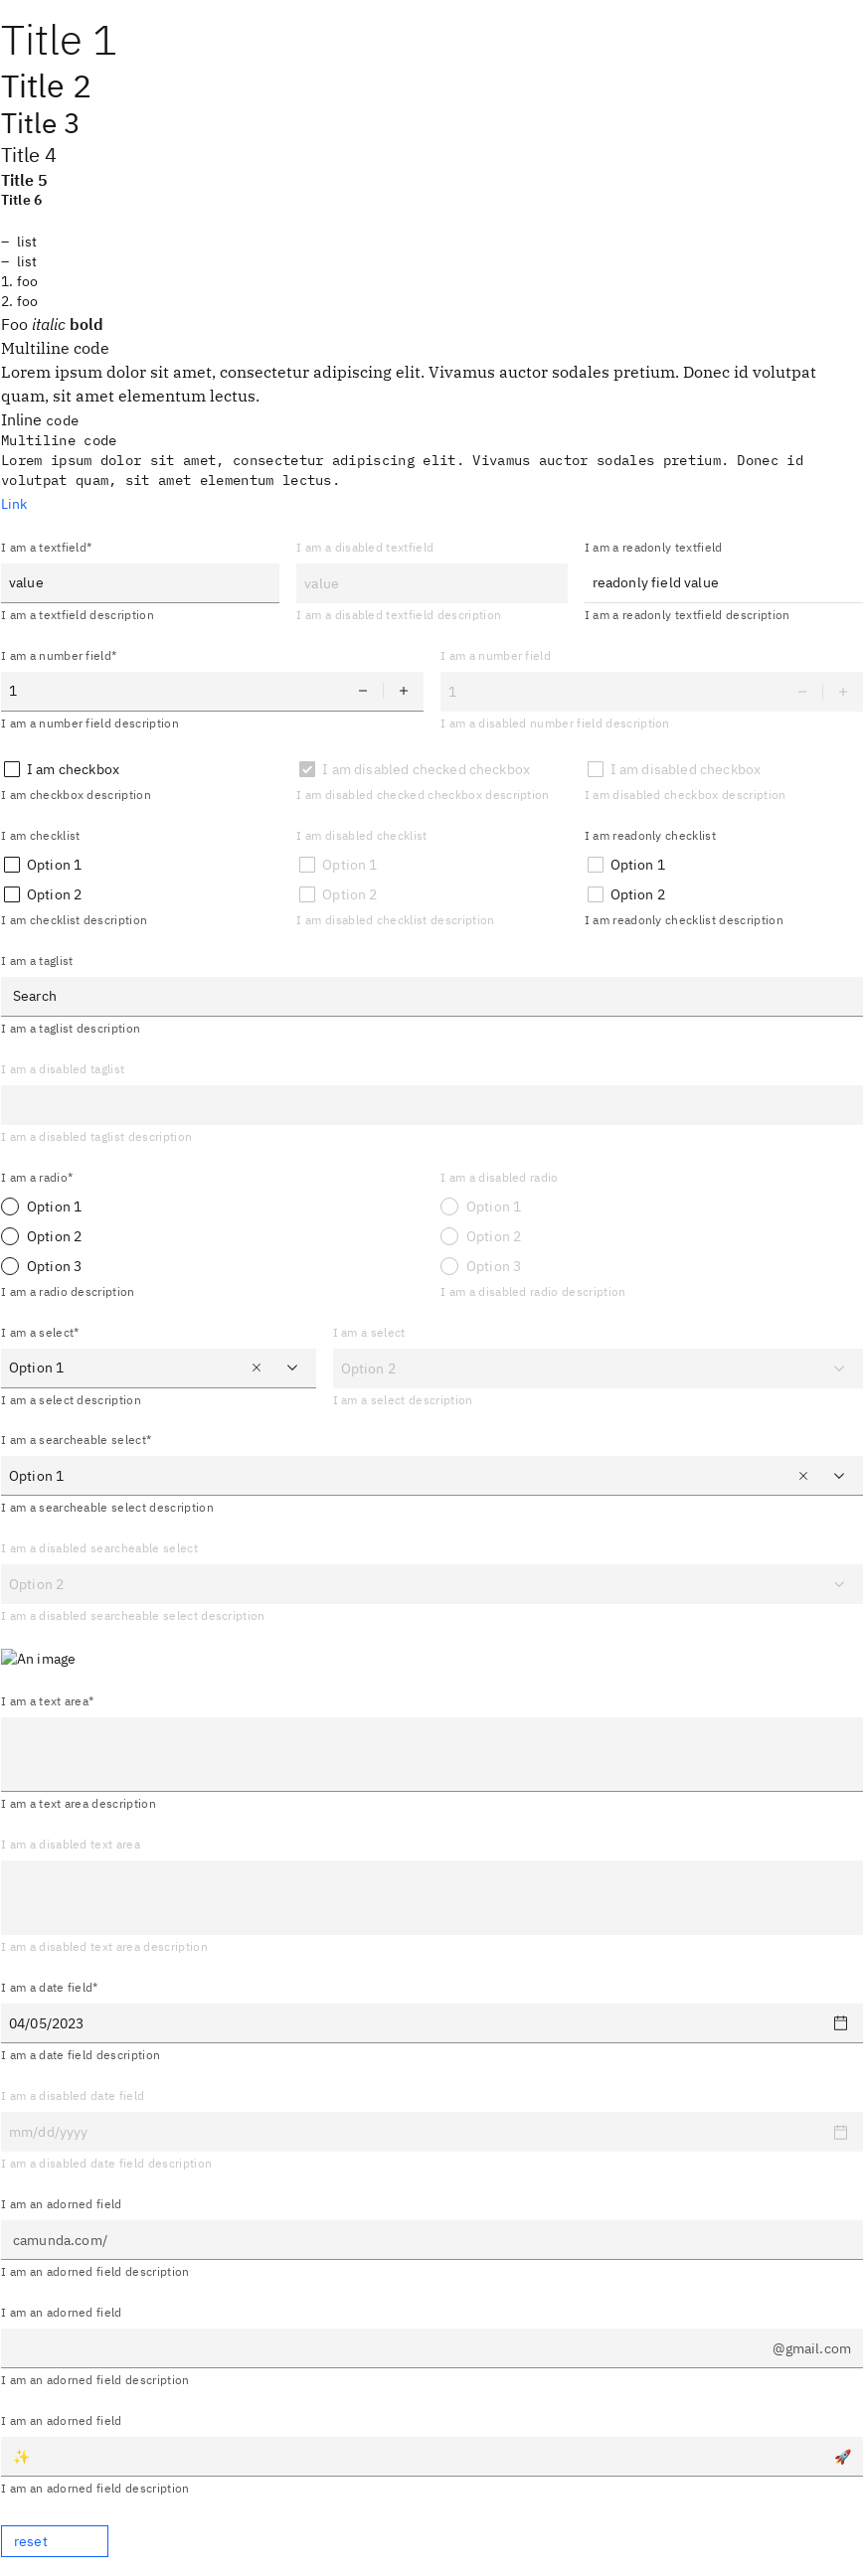 Title 1
Title 2
Title 3
Title 4
Title 5
Title 6
– list
– list
1. foo
2. foo
Foo italic bold
Multiline code
Lorem ipsum dolor sit amet, consectetur adipiscing elit. Vivamus auctor sodales pretium. Donec id volutpat
quam, sit amet elementum lectus.
Inline code
Multiline code
Lorem ipsum dolor sit amet, consectetur adipiscing elit. Vivamus auctor sodales pretium. Donec id
volutpat quam, sit amet elementum lectus.
Link
I am a textfield* I am a disabled textfield I am a readonly textfield
value value readonly field value
I am a textfield description I am a disabled textfield description I am a readonly textfield description
I am a number field* I am a number field
1 1
I am a number field description I am a disabled number field description
I am checkbox I am disabled checked checkbox I am disabled checkbox
I am checkbox description I am disabled checked checkbox description I am disabled checkbox description
I am checklist I am disabled checklist I am readonly checklist
Option 1 Option 1 Option 1
Option 2 Option 2 Option 2
I am checklist description I am disabled checklist description I am readonly checklist description
I am a taglist
Search
I am a taglist description
I am a disabled taglist
I am a disabled taglist description
I am a radio* I am a disabled radio
Option 1 Option 1
Option 2 Option 2
Option 3 Option 3
I am a radio description I am a disabled radio description
I am a select* I am a select
Option 1 Option 2
I am a select description I am a select description
I am a searcheable select*
Option 1
I am a searcheable select description
I am a disabled searcheable select
Option 2
I am a disabled searcheable select description
An image
I am a text area*
I am a text area description
I am a disabled text area
I am a disabled text area description
I am a date field*
04/05/2023
I am a date field description
I am a disabled date field
mm/dd/yyyy
I am a disabled date field description
I am an adorned field
camunda.com/
I am an adorned field description
I am an adorned field
@gmail.com
I am an adorned field description
I am an adorned field
✨ 🚀
I am an adorned field description
reset